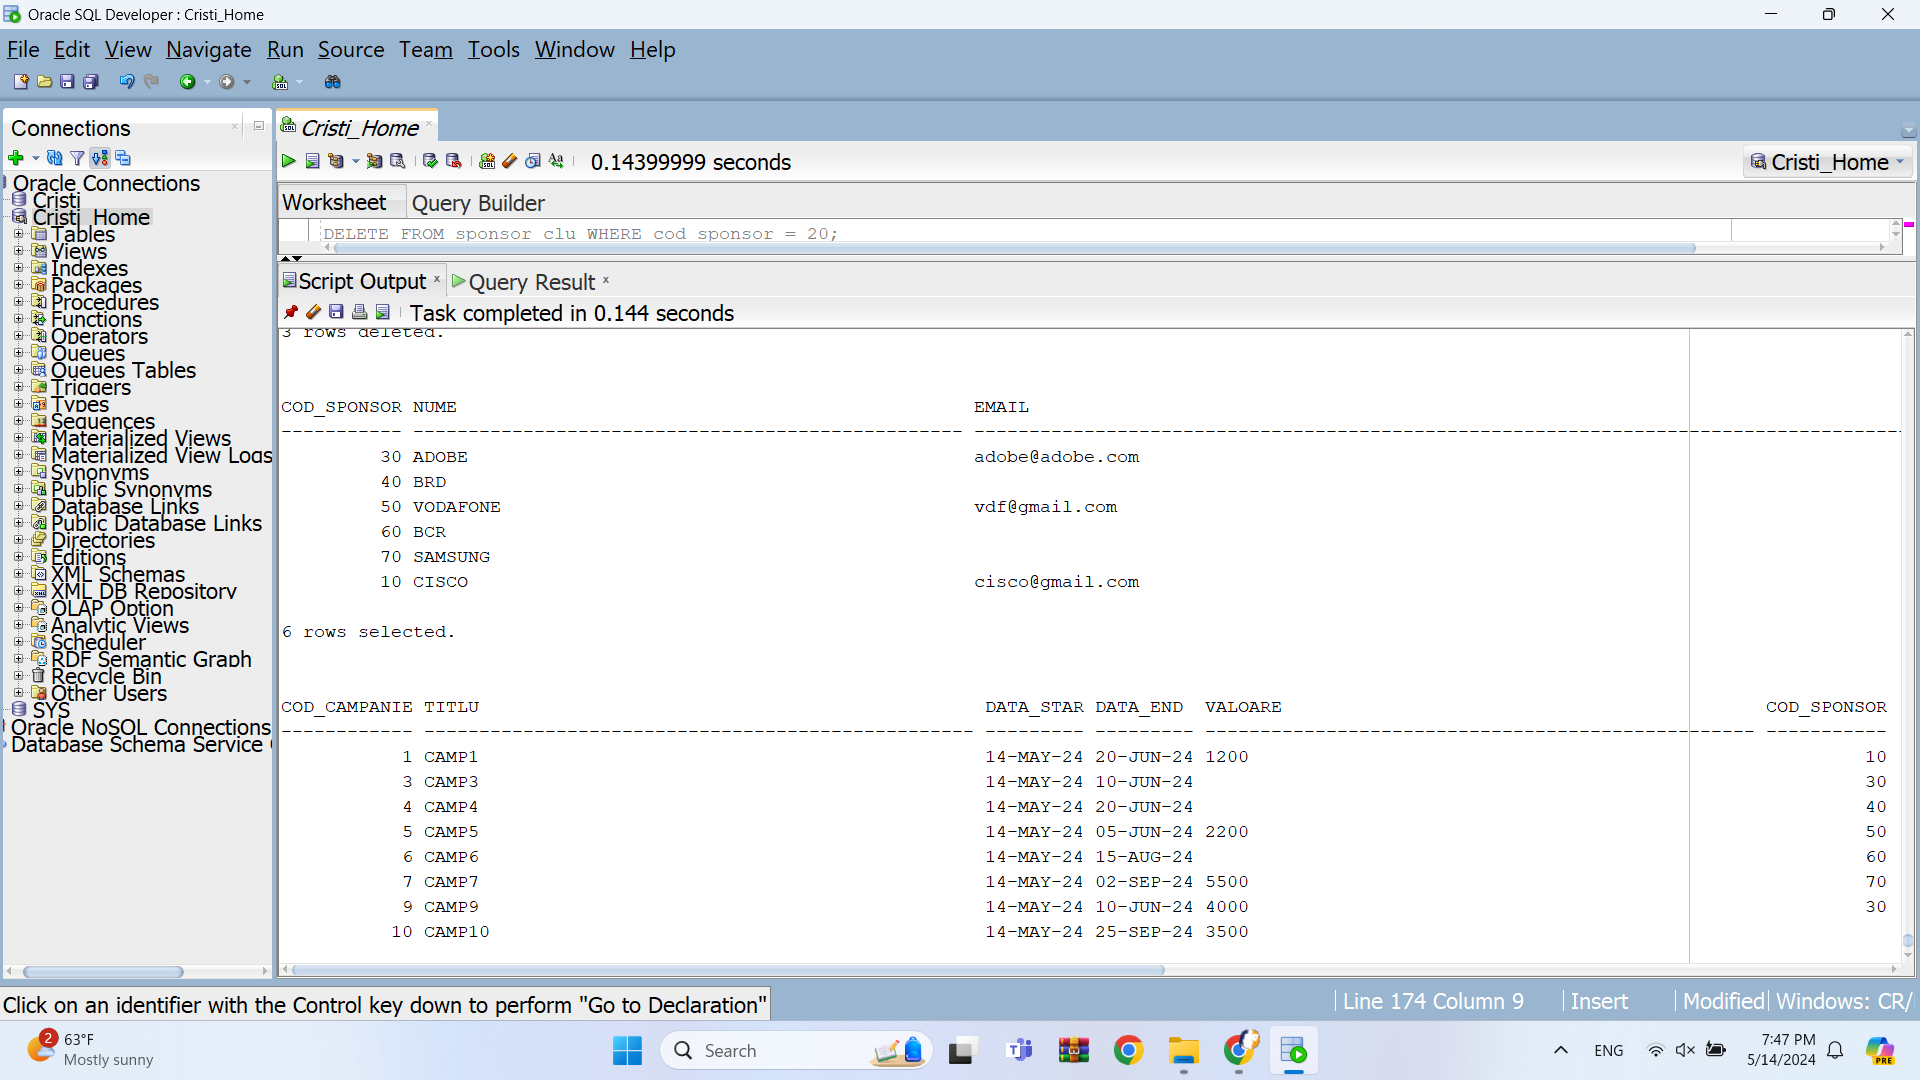 Oracle SQL Developer : Cristi_Home
File Edit View Navigate Run Source Team Tools Window Help
Connections
Cristi_Home
0.14399999 seconds
Cristi_Home
Oracle Connections
Cristi
Cristi_Home
Tables
Views
Indexes
Packages
Procedures
Functions
Operators
Queues
Queues Tables
Triggers
Types
Sequences
Materialized Views
Materialized View Logs
Synonyms
Public Synonyms
Database Links
Public Database Links
Directories
Editions
XML Schemas
XML DB Repository
OLAP Option
Analytic Views
Scheduler
RDF Semantic Graph
Recycle Bin
Other Users
SYS
Oracle NoSQL Connections
Database Schema Service
Worksheet Query Builder
DELETE FROM sponsor_clu WHERE cod_sponsor = 20;
Script Output Query Result
Task completed in 0.144 seconds
3 rows deleted.
COD_SPONSOR NUME EMAIL
----------- -------------------------------------------------- --------------------------------------------------
30 ADOBE adobe@adobe.com
40 BRD
50 VODAFONE vdf@gmail.com
60 BCR
70 SAMSUNG
10 CISCO cisco@gmail.com
6 rows selected.
COD_CAMPANIE TITLU DATA_STAR DATA_END VALOARE COD_SPONSOR
------------ -------------------------------------------------- --------- --------- -------------------------------------------------- -----------
1 CAMP1 14-MAY-24 20-JUN-24 1200 10
3 CAMP3 14-MAY-24 10-JUN-24 30
4 CAMP4 14-MAY-24 20-JUN-24 40
5 CAMP5 14-MAY-24 05-JUN-24 2200 50
6 CAMP6 14-MAY-24 15-AUG-24 60
7 CAMP7 14-MAY-24 02-SEP-24 5500 70
9 CAMP9 14-MAY-24 10-JUN-24 4000 30
10 CAMP10 14-MAY-24 25-SEP-24 3500
Click on an identifier with the Control key down to perform "Go to Declaration"
Line 174 Column 9 Insert Modified Windows: CR/
2
63°F
Mostly sunny
Search
ENG
7:47 PM
5/14/2024
PRE